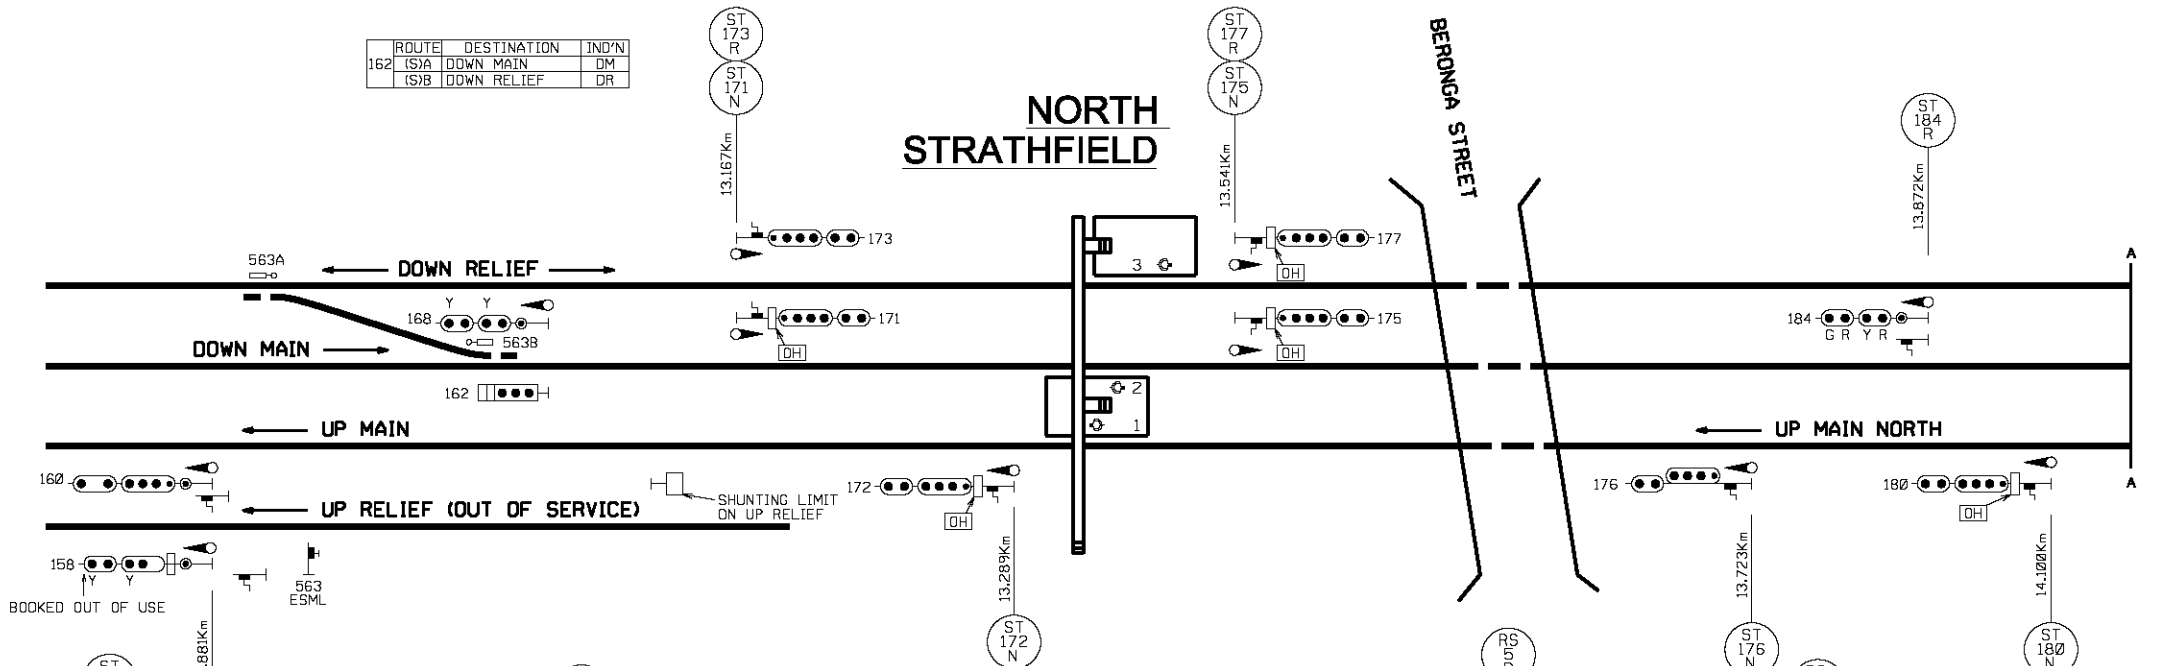 ROUTE DESTINATION IND'N
162 (S)A DOWN MAIN DM
(S)B DOWN RELIEF DR
ST
173
R
ST
171
N
13.167Km
NORTH
STRATHFIELD
ST
177
R
ST
175
N
13.541Km
BERONGA STREET
ST
184
R
13.872Km
173
3
177
OH
563A
DOWN RELIEF
A
Y Y
168
563B
171
OH
175
OH
184
G R Y R
DOWN MAIN
162
2
1
UP MAIN
UP MAIN NORTH
160
SHUNTING LIMIT
ON UP RELIEF
172
OH
176
180
OH
A
UP RELIEF (OUT OF SERVICE)
158
Y Y
BOOKED OUT OF USE
563
ESML
13.289Km
13.723Km
14.100Km
.881Km
ST
ST
172
N
RS
5
ST
176
N
ST
180
N